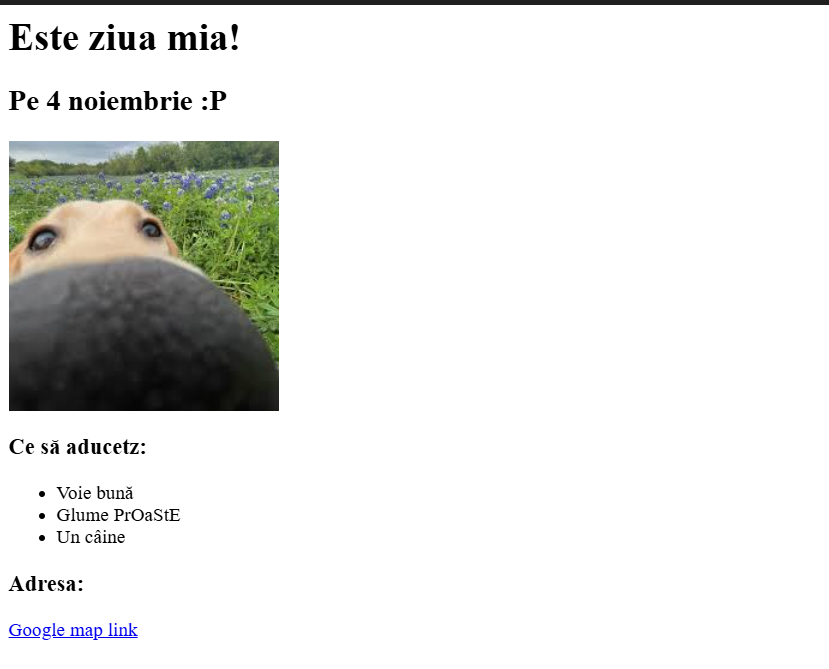 Este ziua mia!
Pe 4 noiembrie :P
Ce să aducetz:
Voie bună
Glume PrOaStE
Un câine
Adresa:
Google map link